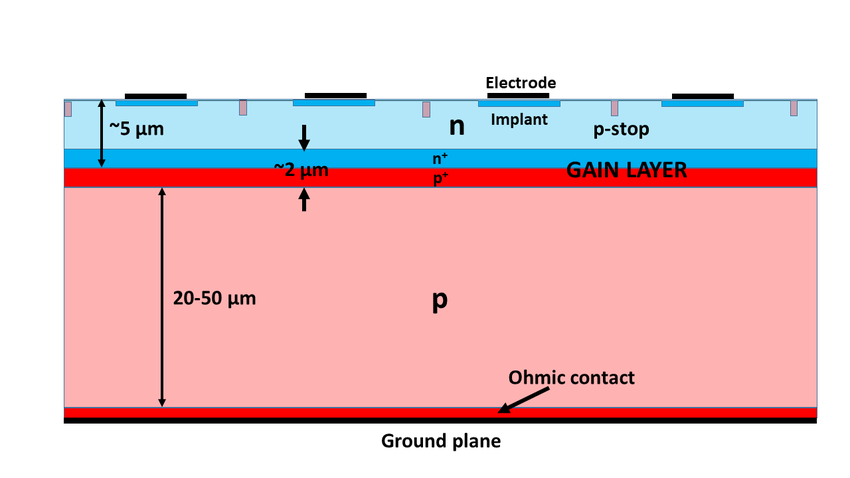 Electrode
Implant
~5 μm
n
p-stop
n⁺
~2 μm
GAIN LAYER
p⁺
20-50 μm
p
Ohmic contact
Ground plane